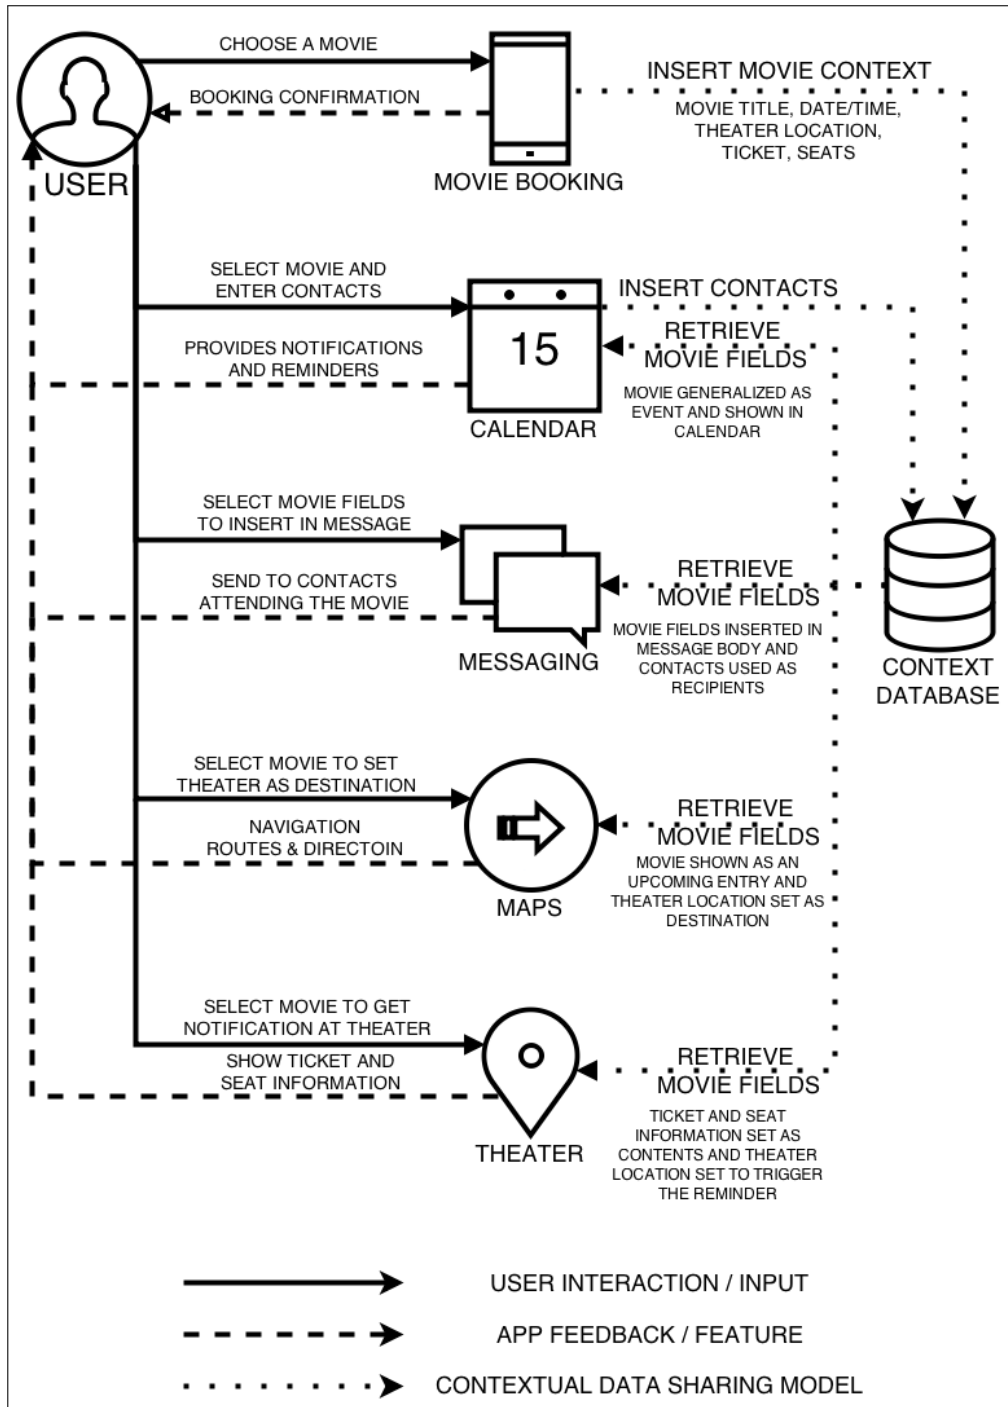 CHOOSE A MOVIE
BOOKING CONFIRMATION
USER
MOVIE BOOKING
INSERT MOVIE CONTEXT
MOVIE TITLE, DATE/TIME,
THEATER LOCATION,
TICKET, SEATS
SELECT MOVIE AND
ENTER CONTACTS
PROVIDES NOTIFICATIONS
AND REMINDERS
15
CALENDAR
INSERT CONTACTS
RETRIEVE
MOVIE FIELDS
MOVIE GENERALIZED AS
EVENT AND SHOWN IN
CALENDAR
SELECT MOVIE FIELDS
TO INSERT IN MESSAGE
SEND TO CONTACTS
ATTENDING THE MOVIE
MESSAGING
RETRIEVE
MOVIE FIELDS
MOVIE FIELDS INSERTED IN
MESSAGE BODY AND
CONTACTS USED AS
RECIPIENTS
CONTEXT
DATABASE
SELECT MOVIE TO SET
THEATER AS DESTINATION
NAVIGATION
ROUTES & DIRECTOIN
MAPS
RETRIEVE
MOVIE FIELDS
MOVIE SHOWN AS AN
UPCOMING ENTRY AND
THEATER LOCATION SET AS
DESTINATION
SELECT MOVIE TO GET
NOTIFICATION AT THEATER
SHOW TICKET AND
SEAT INFORMATION
THEATER
RETRIEVE
MOVIE FIELDS
TICKET AND SEAT
INFORMATION SET AS
CONTENTS AND THEATER
LOCATION SET TO TRIGGER
THE REMINDER
USER INTERACTION / INPUT
APP FEEDBACK / FEATURE
CONTEXTUAL DATA SHARING MODEL